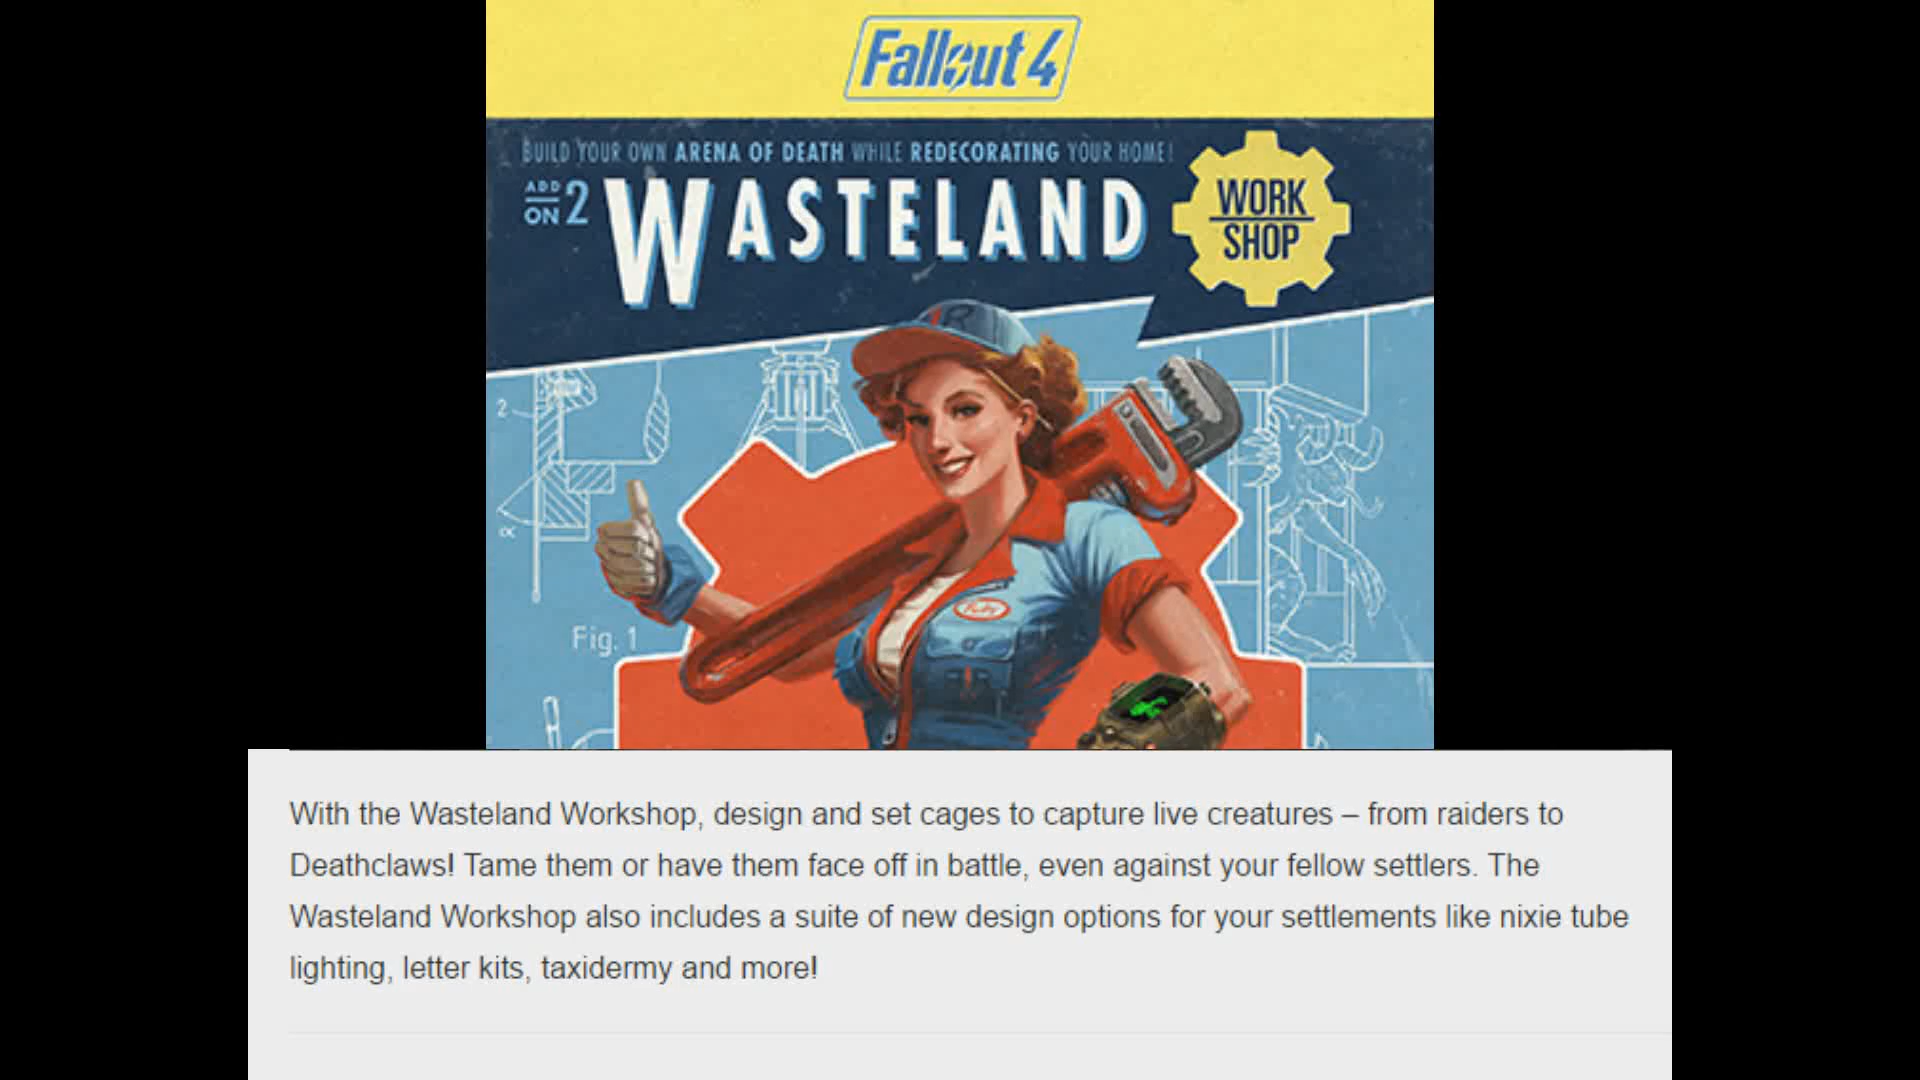 Fallout 4
BUILD YOUR OWN ARENA OF DEATH WHILE REDECORATING YOUR HOME!
ADD
ON 2
WASTELAND
WORK
SHOP
R
2
∝
Fig. 1
Ruby
With the Wasteland Workshop, design and set cages to capture live creatures – from raiders to
Deathclaws! Tame them or have them face off in battle, even against your fellow settlers. The
Wasteland Workshop also includes a suite of new design options for your settlements like nixie tube
lighting, letter kits, taxidermy and more!